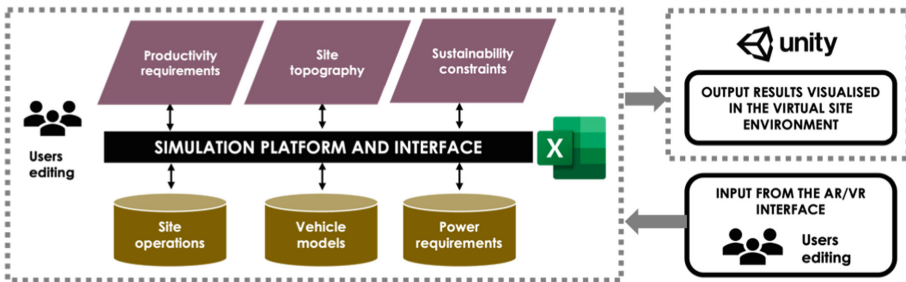 Productivity
requirements
Site
topography
Sustainability
constraints
Users
editing
SIMULATION PLATFORM AND INTERFACE
X
Site
operations
Vehicle
models
Power
requirements
unity
OUTPUT RESULTS VISUALISED
IN THE VIRTUAL SITE
ENVIRONMENT
INPUT FROM THE AR/VR
INTERFACE
Users
editing